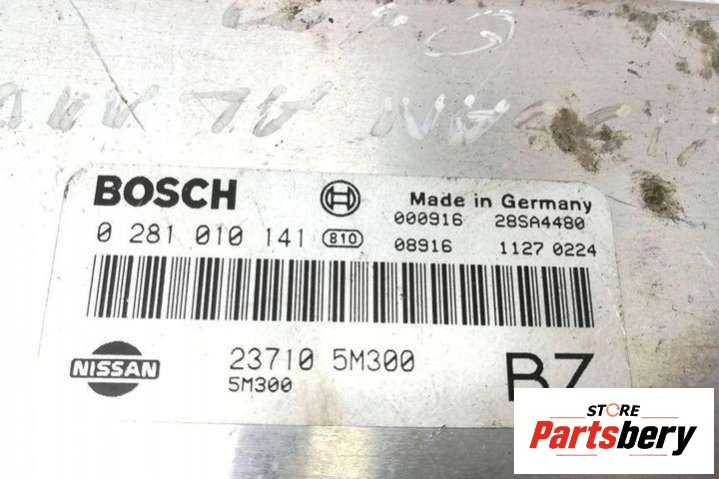 BOSCH
Made in Germany
000916 28SA4480
0 281 010 141 810
08916 1127 0224
NISSAN
23710 5M300
5M300
BZ
STORE
Partsbery